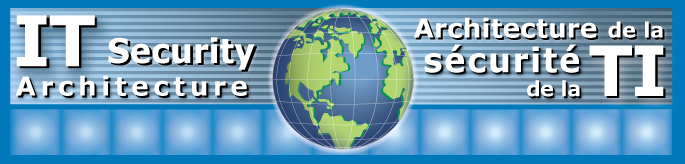 IT Security
Architecture
Architecture de la
sécurité
de la TI